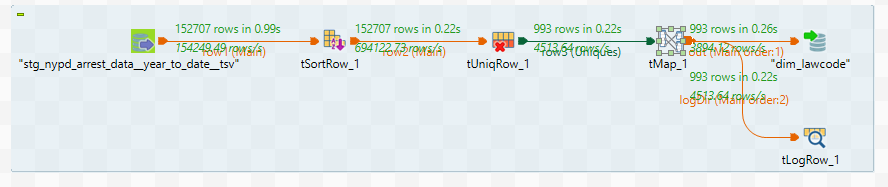 152707 rows in 0.99s
154249.49 rows/s
row1 (Main)
152707 rows in 0.22s
694122.73 rows/s
row2 (Main)
993 rows in 0.22s
4513.64 rows/s
row3 (Uniques)
993 rows in 0.26s
3894.12 rows/s
out (Main order:1)
"stg_nypd_arrest_data__year_to_date__tsv"
tSortRow_1
tUniqRow_1
tMap_1
"dim_lawcode"
993 rows in 0.22s
4513.64 rows/s
logDir (Main order:2)
tLogRow_1